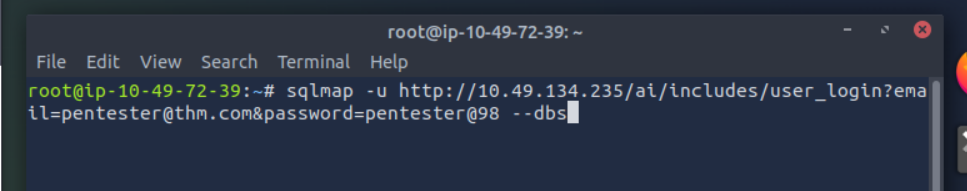 root@ip-10-49-72-39: ~
File Edit View Search Terminal Help
root@ip-10-49-72-39:~# sqlmap -u http://10.49.134.235/ai/includes/user_login?ema
il=pentester@thm.com&password=pentester@98 --dbs